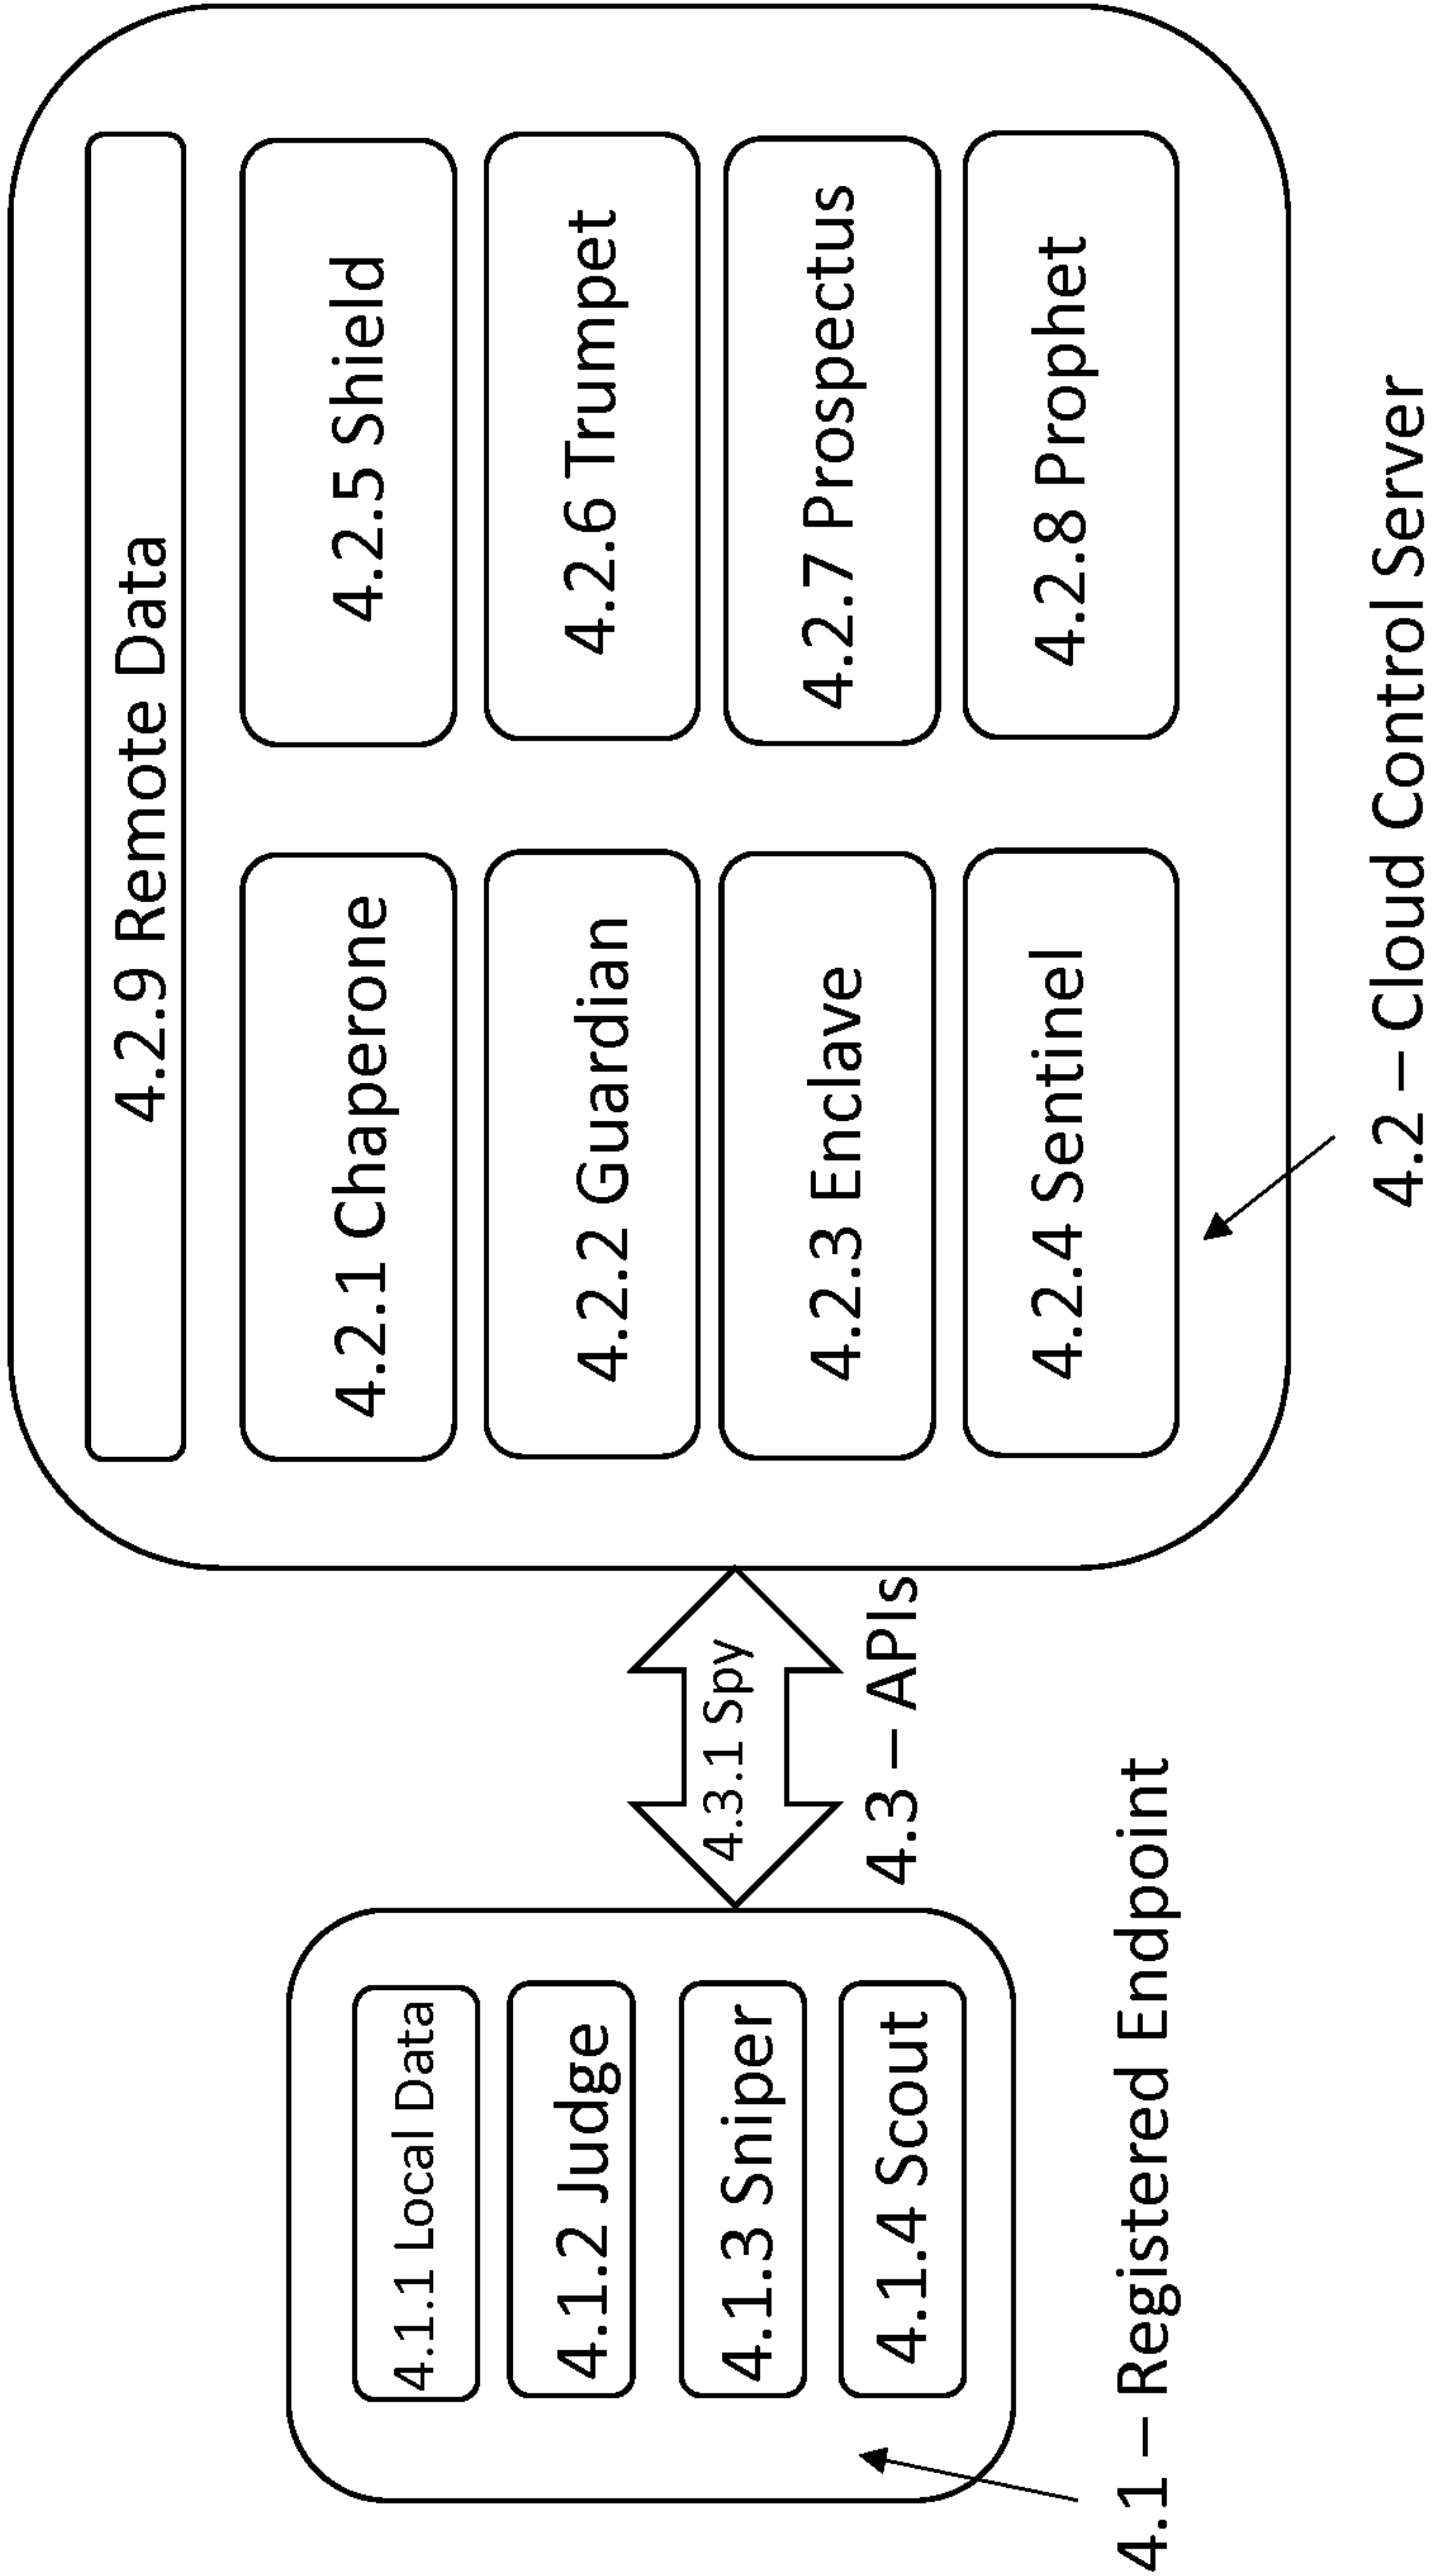 4.1.1 Local Data
4.1.2 Judge
4.1.3 Sniper
4.1.4 Scout
4.1 – Registered Endpoint
4.3.1 Spy
4.3 – APIs
4.2.9 Remote Data
4.2.1 Chaperone
4.2.2 Guardian
4.2.3 Enclave
4.2.4 Sentinel
4.2.5 Shield
4.2.6 Trumpet
4.2.7 Prospectus
4.2.8 Prophet
4.2 – Cloud Control Server